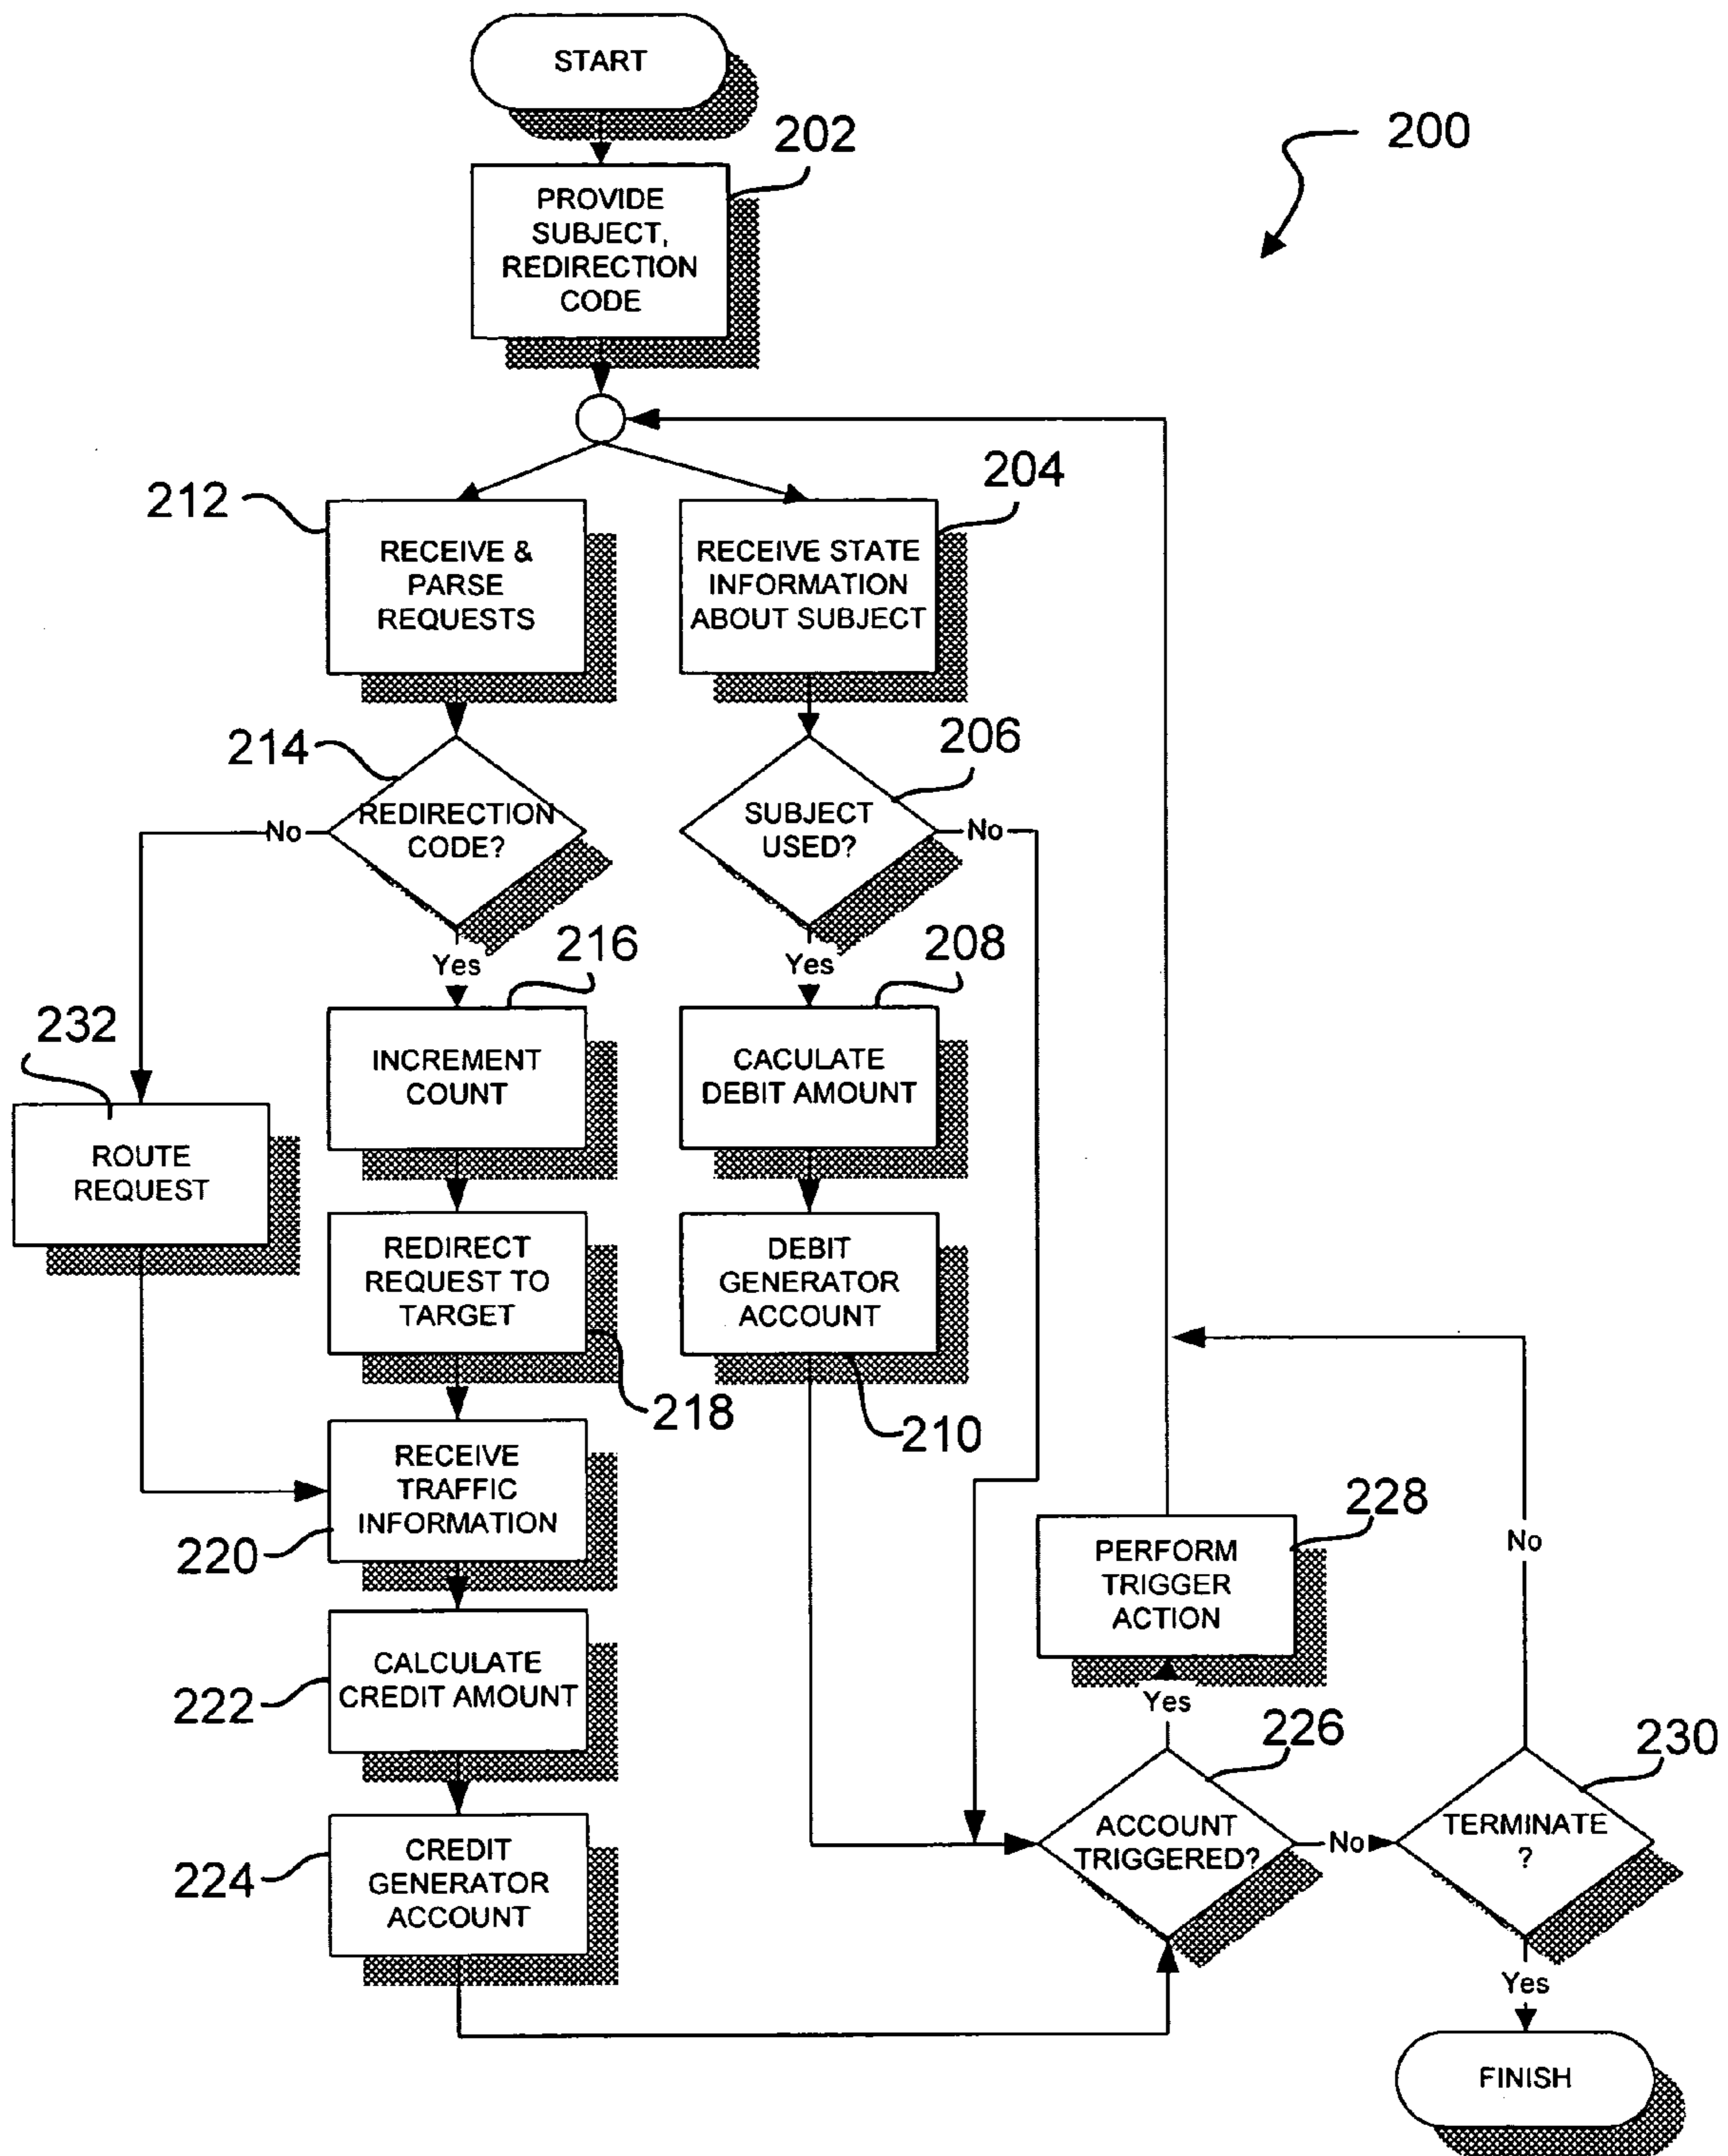 START
202
200
PROVIDE
SUBJECT,
REDIRECTION
CODE
212
204
RECEIVE &
PARSE
REQUESTS
RECEIVE STATE
INFORMATION
ABOUT SUBJECT
214
206
REDIRECTION
CODE?
No
SUBJECT
USED?
No
Yes
216
Yes
208
232
INCREMENT
COUNT
CACULATE
DEBIT AMOUNT
ROUTE
REQUEST
REDIRECT
REQUEST TO
TARGET
DEBIT
GENERATOR
ACCOUNT
218
210
RECEIVE
TRAFFIC
INFORMATION
220
228
PERFORM
TRIGGER
ACTION
No
CALCULATE
CREDIT AMOUNT
222
Yes
226
230
CREDIT
GENERATOR
ACCOUNT
224
ACCOUNT
TRIGGERED?
No
TERMINATE
?
Yes
FINISH